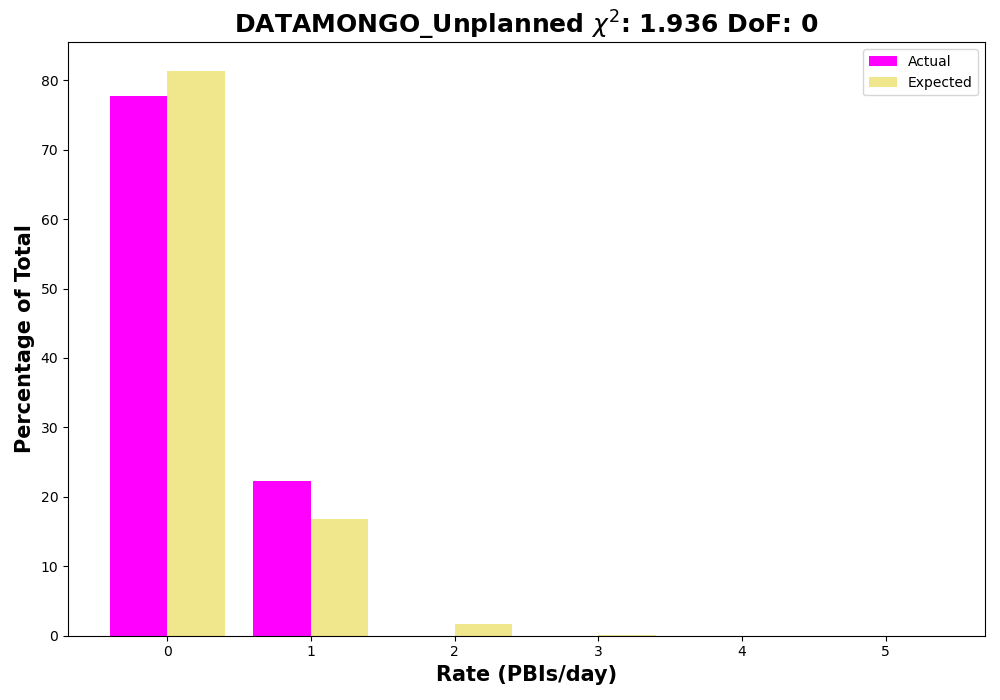 DATAMONGO_Unplanned χ²: 1.936 DoF: 0
Actual
Expected
Percentage of Total
80
70
60
50
40
30
20
10
0
0 1 2 3 4 5
Rate (PBIs/day)